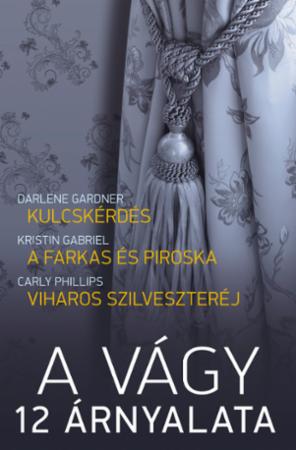 DARLENE GARDNER
KULCSKÉRDÉS
KRISTIN GABRIEL
A FARKAS ÉS PIROSKA
CARLY PHILLIPS
VIHAROS SZILVESZTERÉJ
A VÁGY
12 ÁRNYALATA